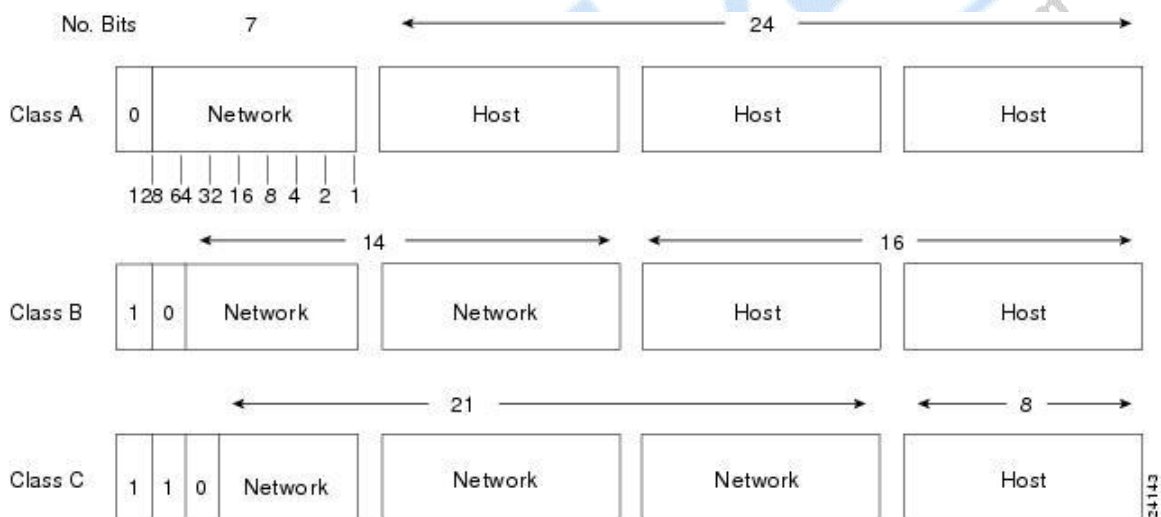 No. Bits 7 24
Class A 0 Network Host Host Host
128 64 32 16 8 4 2 1
14 16
Class B 1 0 Network Network Host Host
21 8
Class C 1 1 0 Network Network Network Host
24143